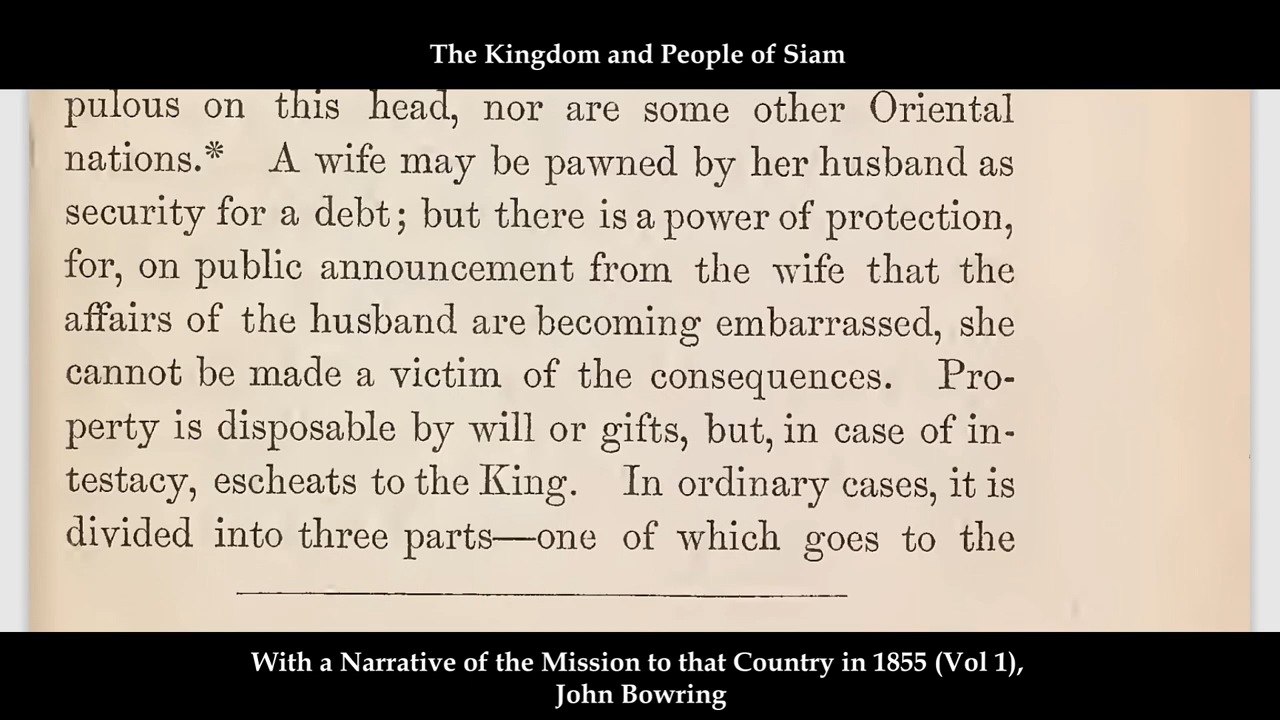 The Kingdom and People of Siam
pulous on this head, nor are some other Oriental
nations.* A wife may be pawned by her husband as
security for a debt; but there is a power of protection,
for, on public announcement from the wife that the
affairs of the husband are becoming embarrassed, she
cannot be made a victim of the consequences. Pro-
perty is disposable by will or gifts, but, in case of in-
testacy, escheats to the King. In ordinary cases, it is
divided into three parts—one of which goes to the
With a Narrative of the Mission to that Country in 1855 (Vol 1),
John Bowring